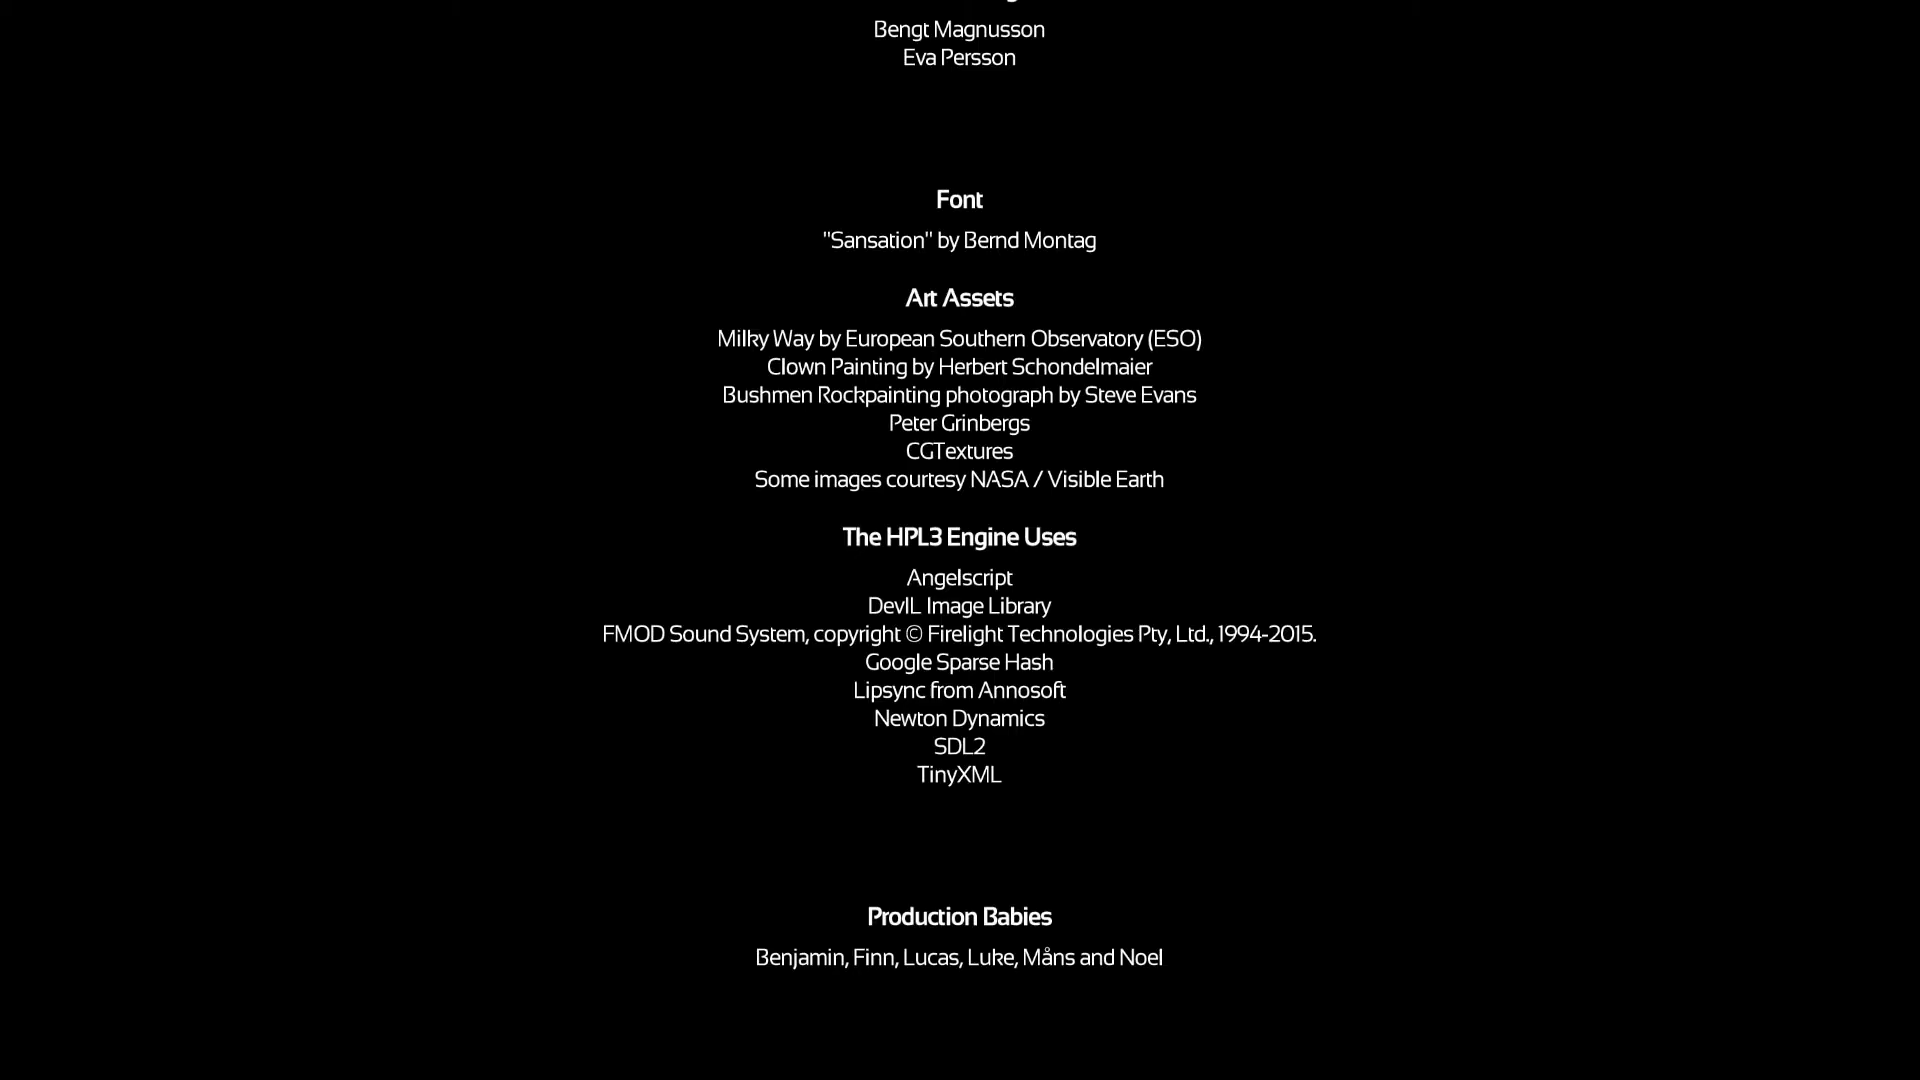 Bengt Magnusson
Eva Persson
Font
"Sansation" by Bernd Montag
Art Assets
Milky Way by European Southern Observatory (ESO)
Clown Painting by Herbert Schondelmaier
Bushmen Rockpainting photograph by Steve Evans
Peter Grinbergs
CGTextures
Some images courtesy NASA / Visible Earth
The HPL3 Engine Uses
Angelscript
DevIL Image Library
FMOD Sound System, copyright © Firelight Technologies Pty, Ltd., 1994-2015.
Google Sparse Hash
Lipsync from Annosoft
Newton Dynamics
SDL2
TinyXML
Production Babies
Benjamin, Finn, Lucas, Luke, Måns and Noel